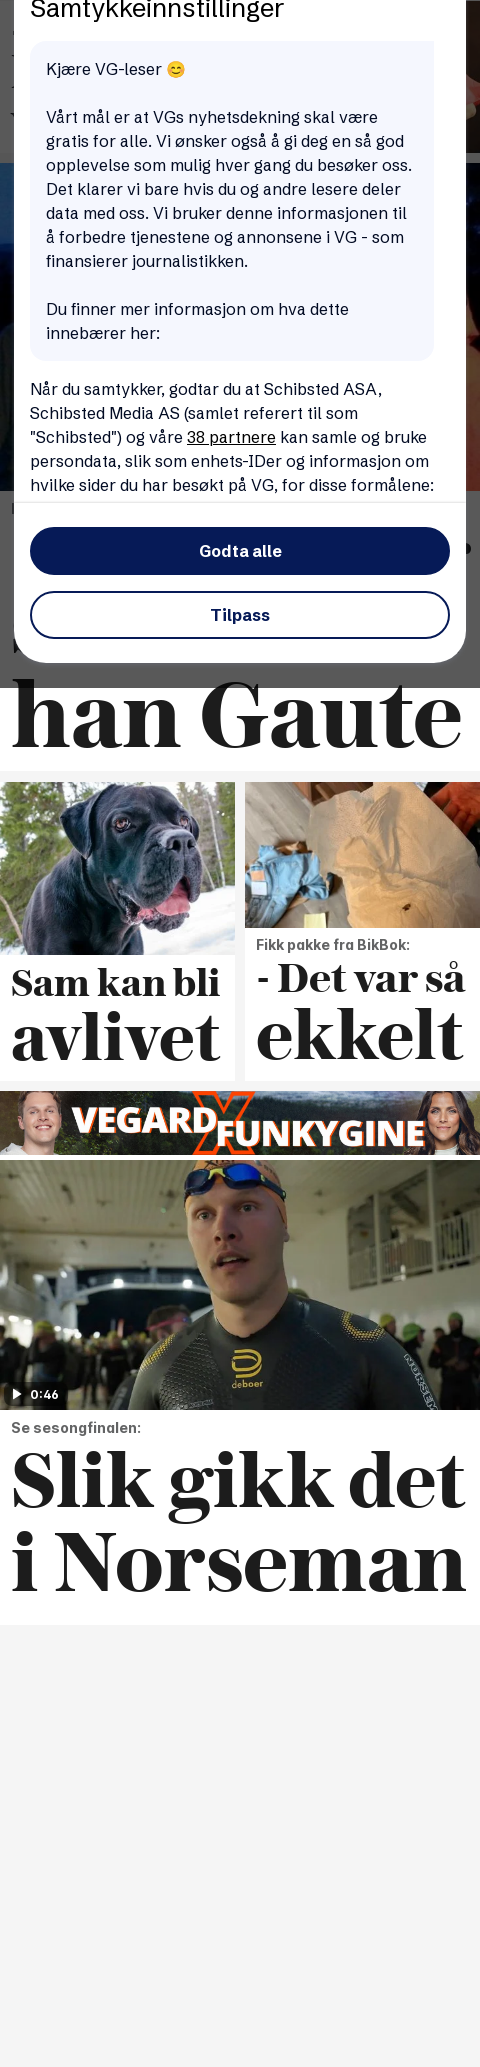 Samtykkeinnstillinger
Kjære VG-leser 😊
Vårt mål er at VGs nyhetsdekning skal være
gratis for alle. Vi ønsker også å gi deg en så god
opplevelse som mulig hver gang du besøker oss.
Det klarer vi bare hvis du og andre lesere deler
data med oss. Vi bruker denne informasjonen til
å forbedre tjenestene og annonsene i VG - som
finansierer journalistikken.
Du finner mer informasjon om hva dette
innebærer her:
Når du samtykker, godtar du at Schibsted ASA,
Schibsted Media AS (samlet referert til som
"Schibsted") og våre 38 partnere kan samle og bruke
persondata, slik som enhets-IDer og informasjon om
hvilke sider du har besøkt på VG, for disse formålene:
Godta alle
Tilpass
han Gaute
Sam kan bli
avlivet
Fikk pakke fra BikBok:
- Det var så
ekkelt
VEGARD X FUNKYGINE
deboer
NORSEM
0:46
Se sesongfinalen:
Slik gikk det
i Norseman